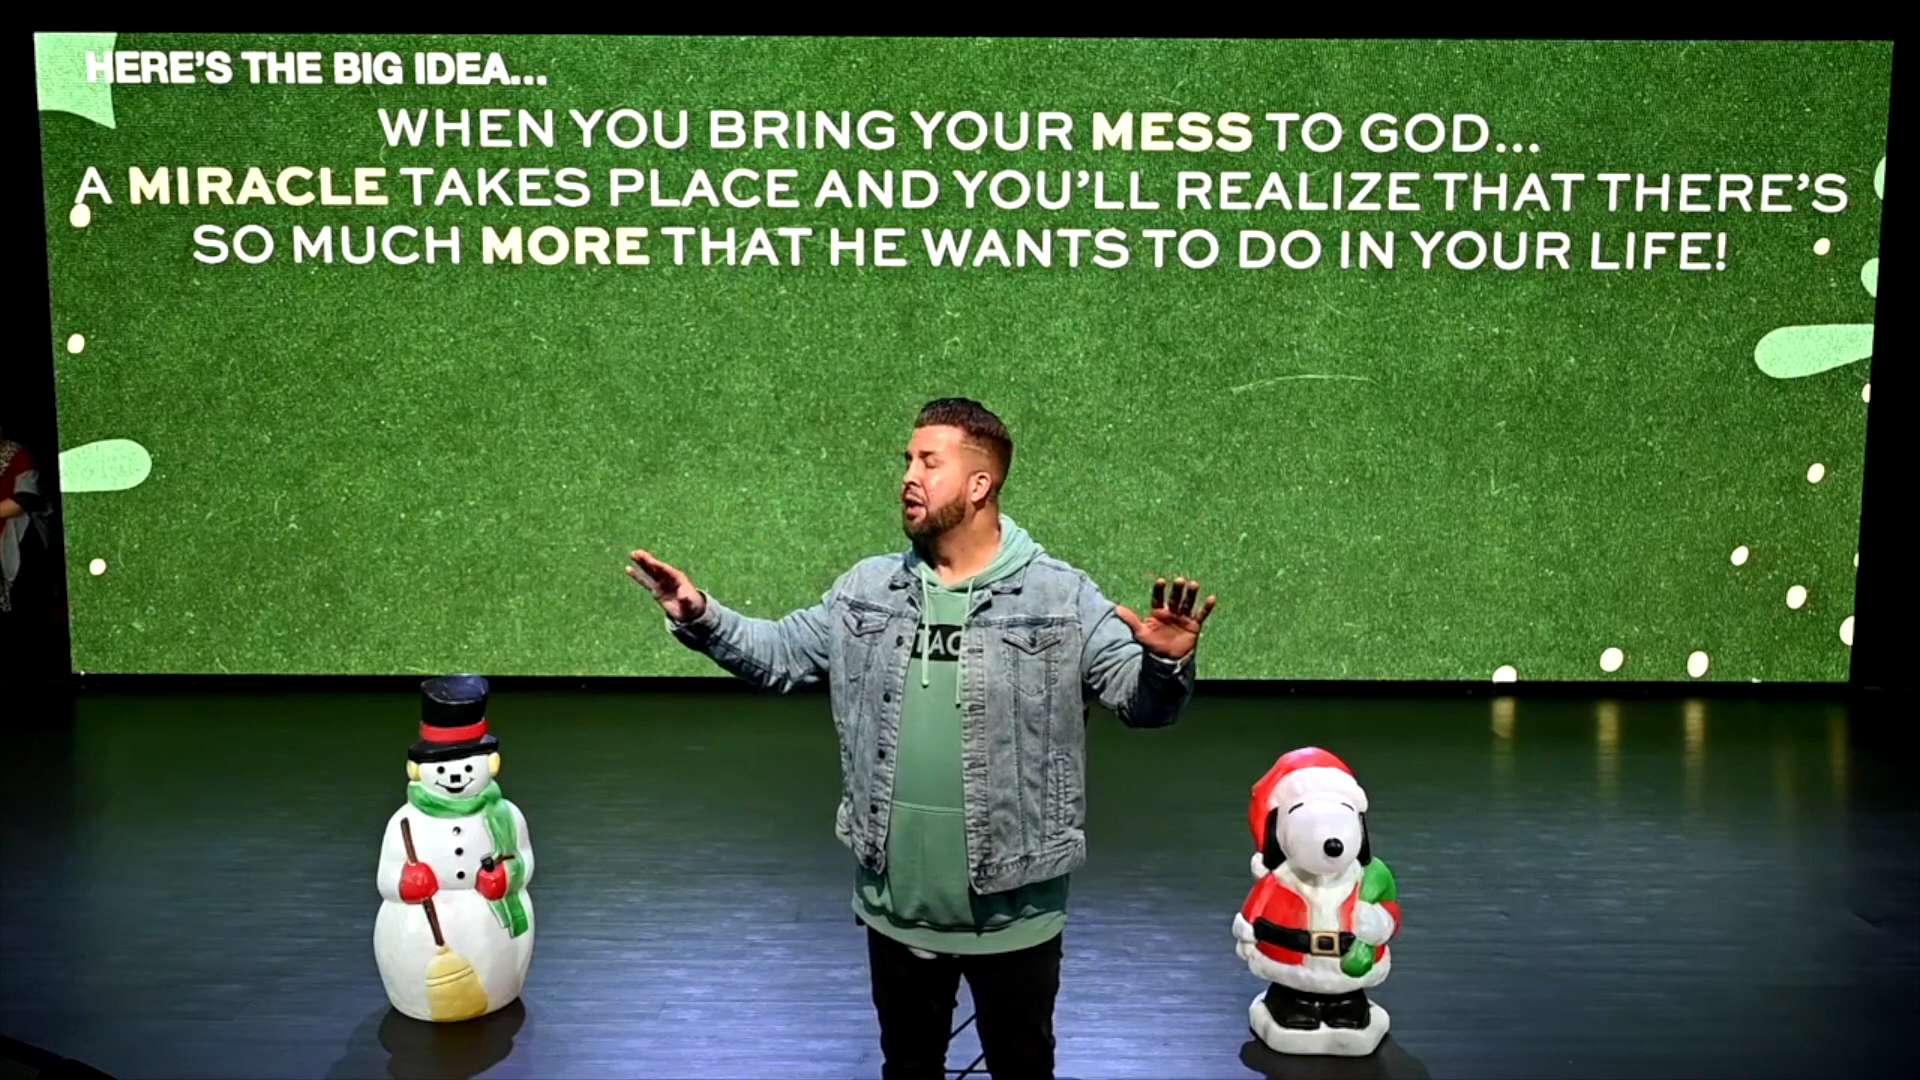 HERE'S THE BIG IDEA...
WHEN YOU BRING YOUR MESS TO GOD...
A MIRACLE TAKES PLACE AND YOU'LL REALIZE THAT THERE'S
SO MUCH MORE THAT HE WANTS TO DO IN YOUR LIFE!